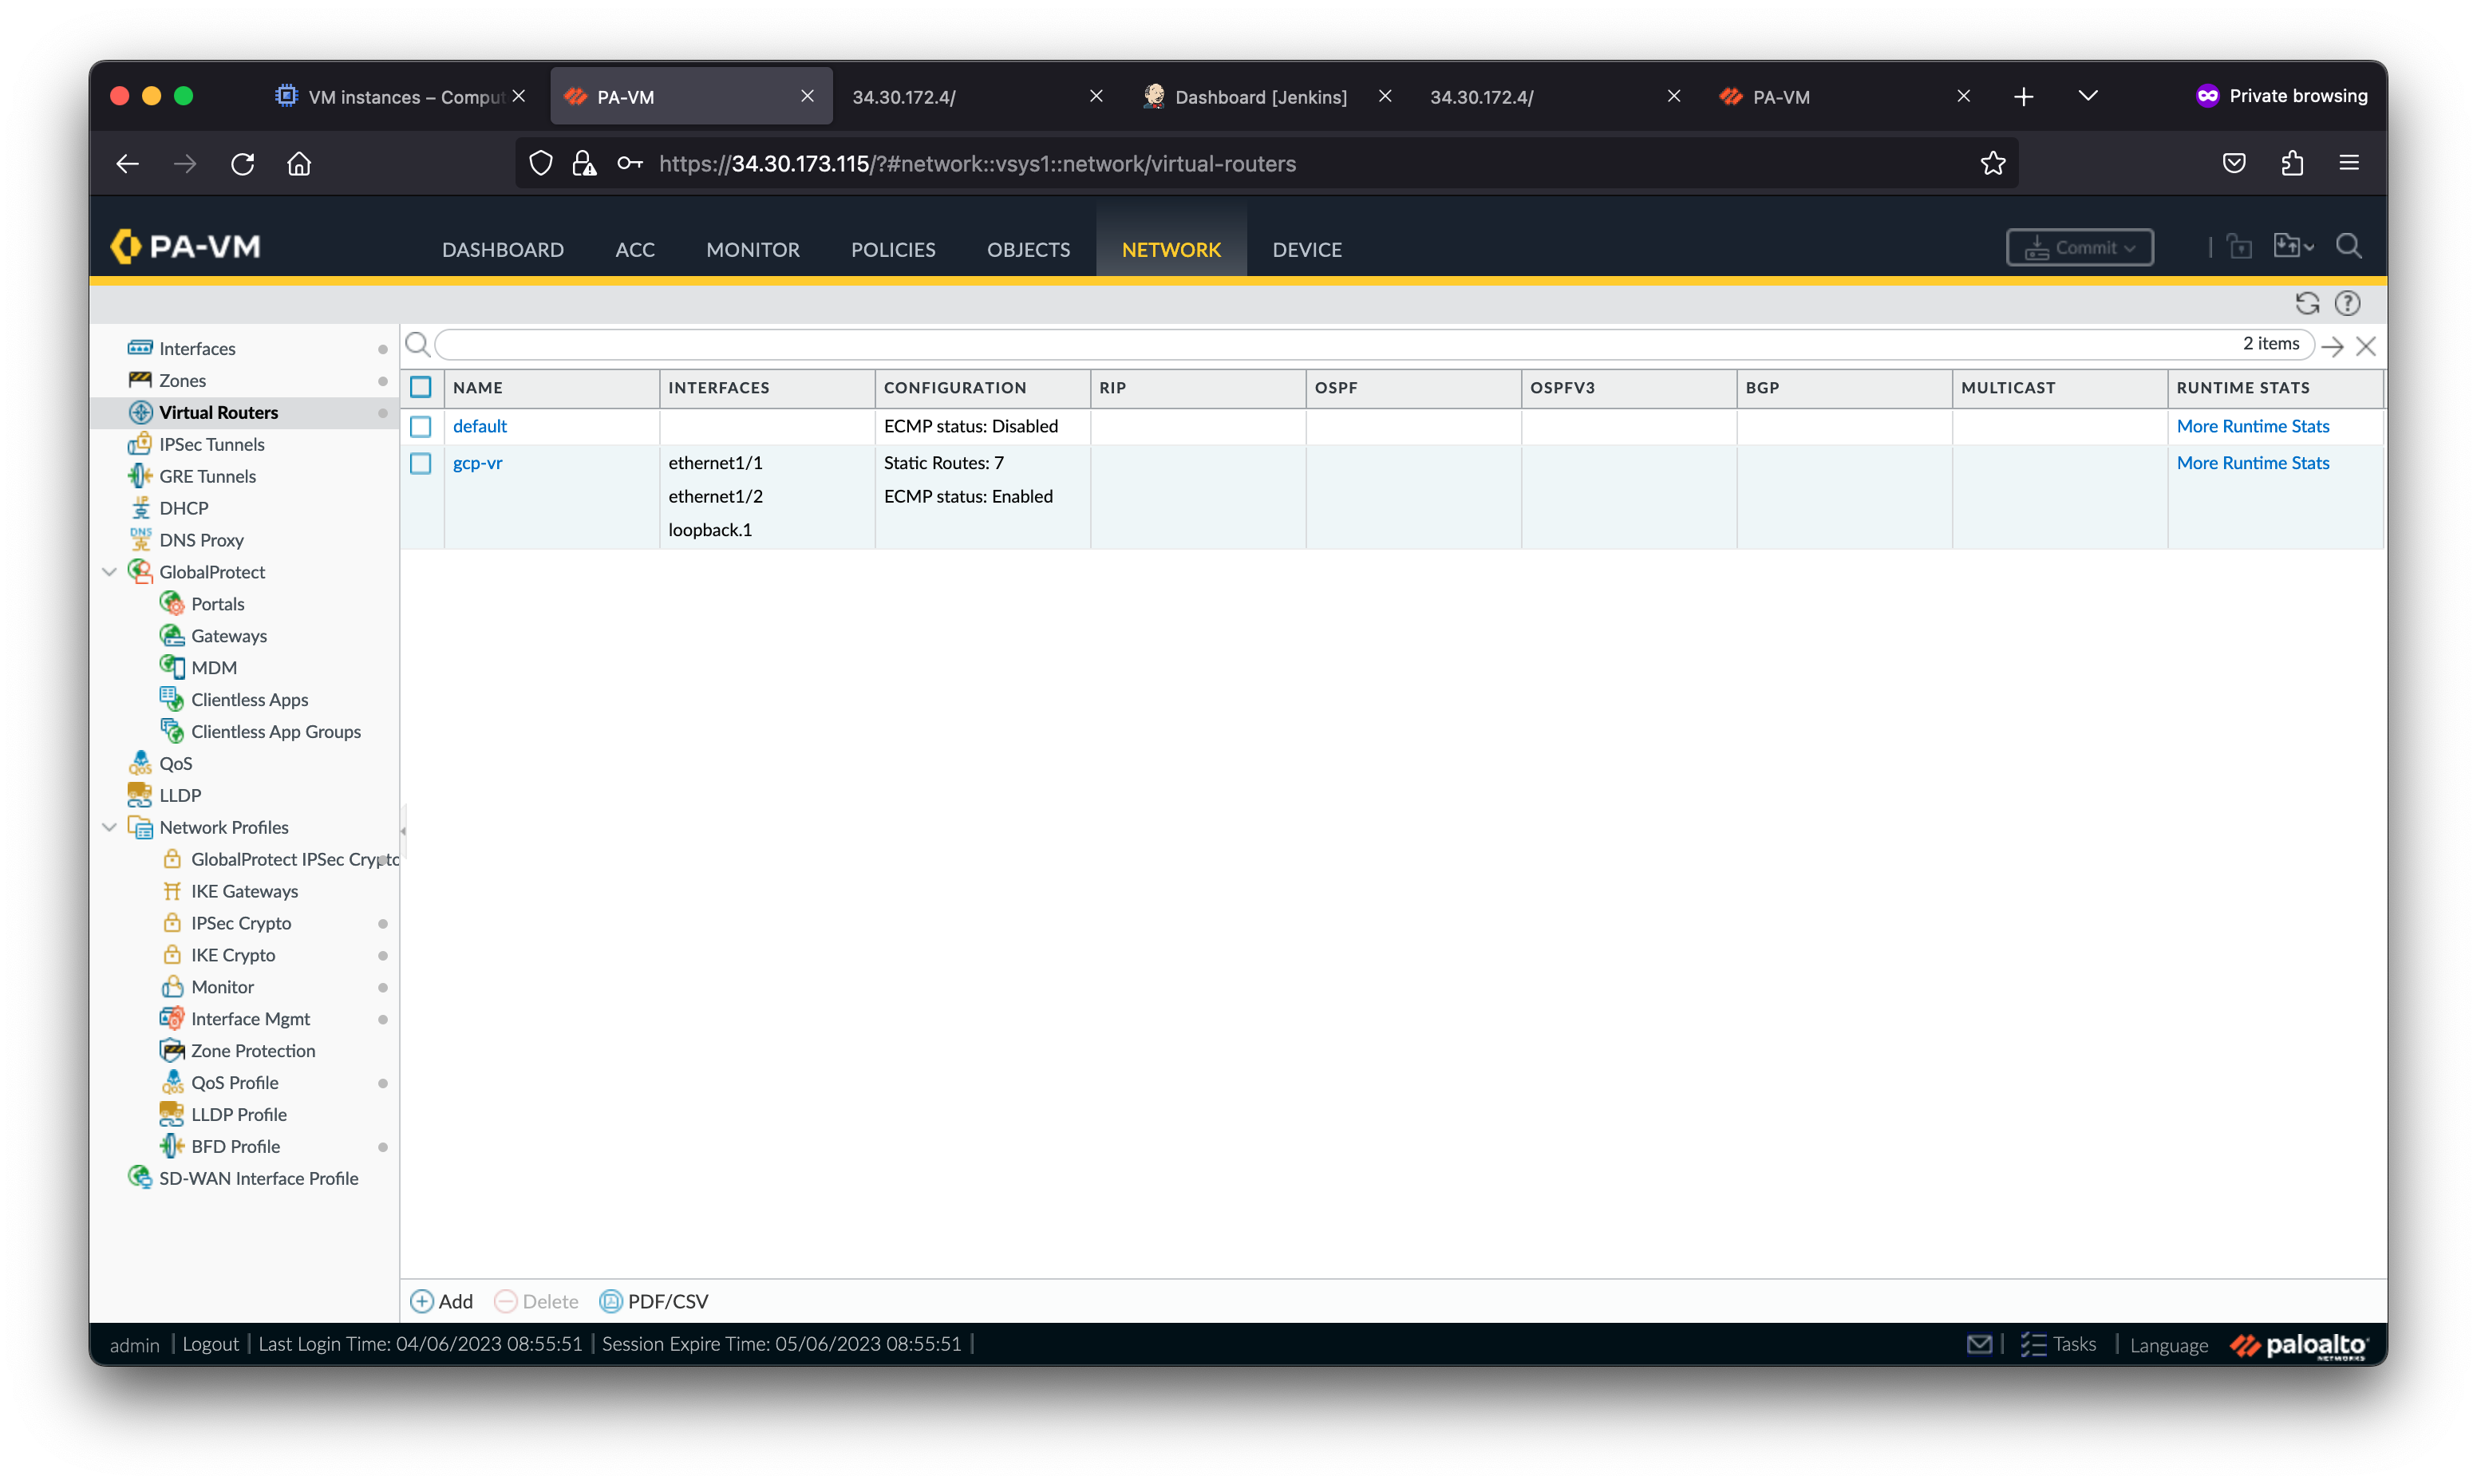 VM instances – Comput
PA-VM
34.30.172.4/
Dashboard [Jenkins]
34.30.172.4/
PA-VM
Private browsing
https://34.30.173.115/?#network::vsys1::network/virtual-routers
PA-VM
DASHBOARD
ACC
MONITOR
POLICIES
OBJECTS
NETWORK
DEVICE
Commit
Interfaces
Zones
Virtual Routers
IPSec Tunnels
GRE Tunnels
DHCP
DNS Proxy
GlobalProtect
Portals
Gateways
MDM
Clientless Apps
Clientless App Groups
QoS
LLDP
Network Profiles
GlobalProtect IPSec Crypto
IKE Gateways
IPSec Crypto
IKE Crypto
Monitor
Interface Mgmt
Zone Protection
QoS Profile
LLDP Profile
BFD Profile
SD-WAN Interface Profile
2 items
NAME INTERFACES CONFIGURATION RIP OSPF OSPFV3 BGP MULTICAST RUNTIME STATS
default ECMP status: Disabled More Runtime Stats
gcp-vr ethernet1/1 Static Routes: 7 More Runtime Stats
ethernet1/2 ECMP status: Enabled
loopback.1
Add Delete PDF/CSV
admin | Logout | Last Login Time: 04/06/2023 08:55:51 | Session Expire Time: 05/06/2023 08:55:51 |
Tasks | Language
paloalto
NETWORKS